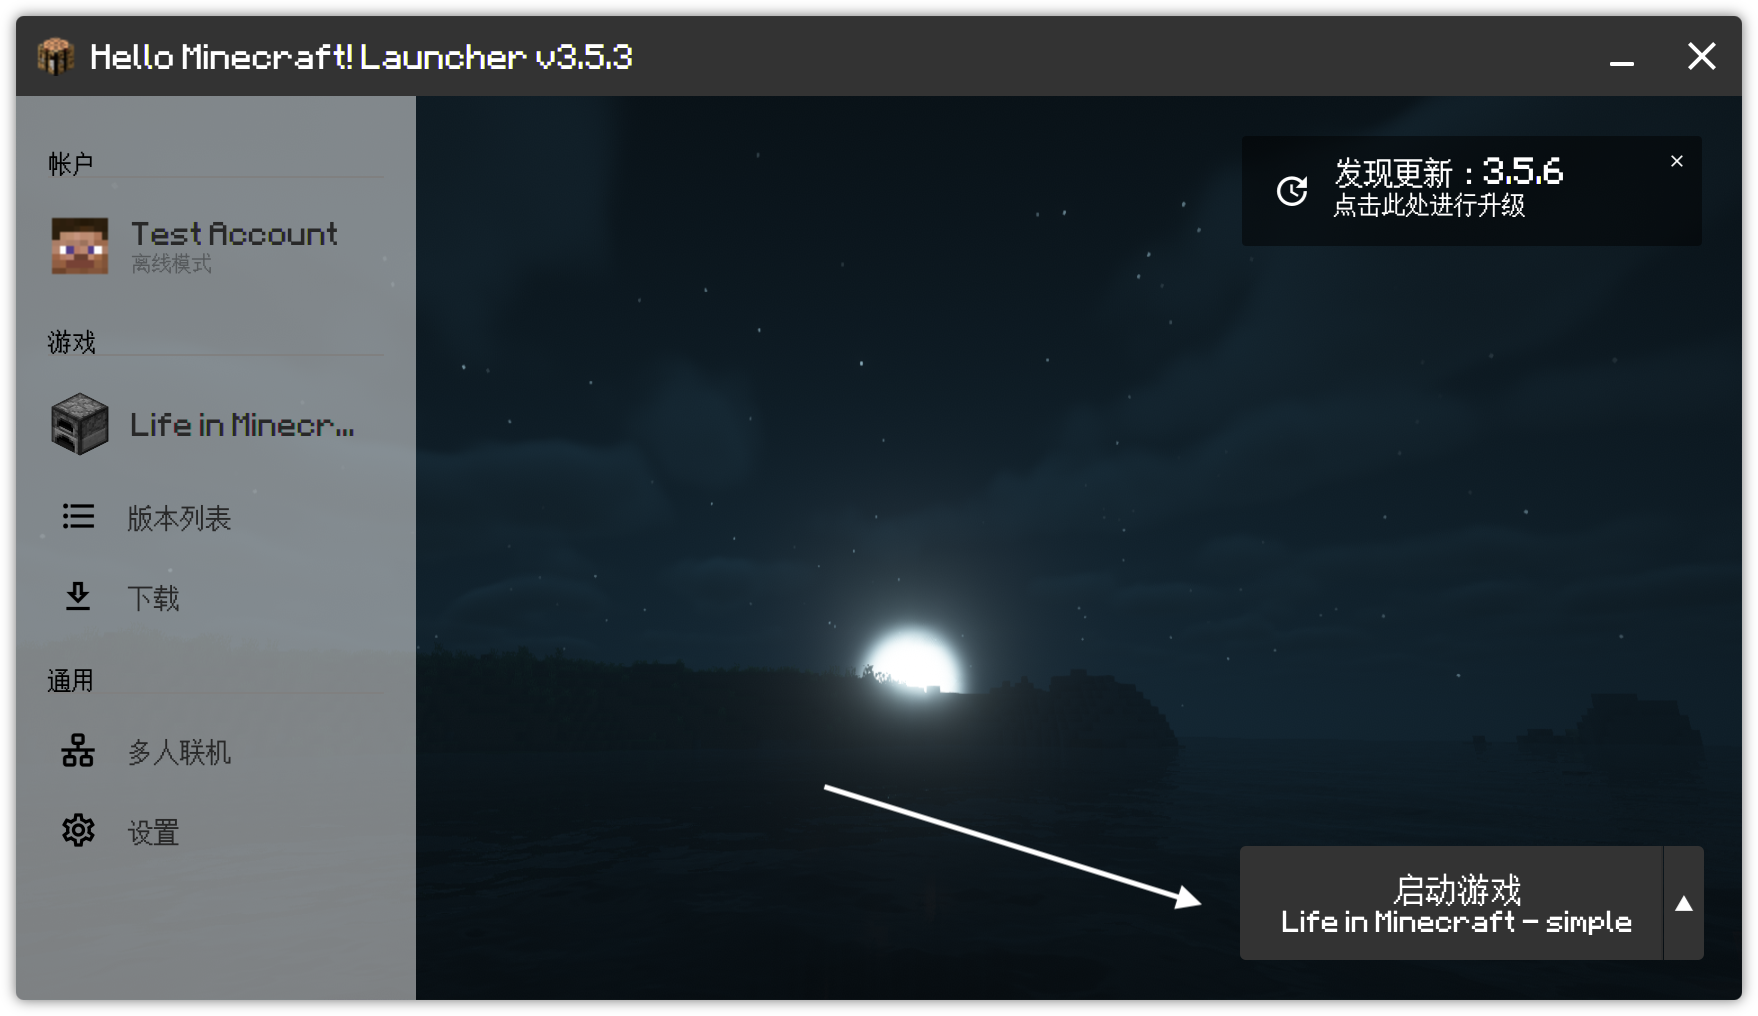 Hello Minecraft! Launcher v3.5.3
帐户
Test Account
离线模式
游戏
Life in Minecr...
版本列表
下载
通用
多人联机
设置
发现更新：3.5.6
点击此处进行升级
启动游戏
Life in Minecraft - simple